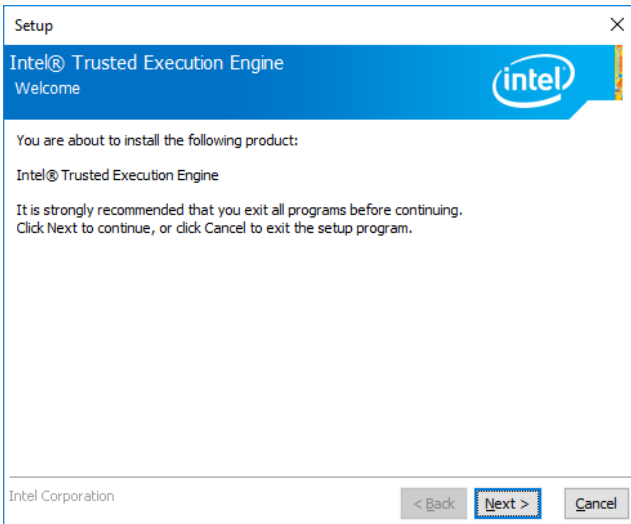 Setup
Intel® Trusted Execution Engine
Welcome
intel
You are about to install the following product:
Intel® Trusted Execution Engine
It is strongly recommended that you exit all programs before continuing.
Click Next to continue, or click Cancel to exit the setup program.
Intel Corporation
< Back Next > Cancel